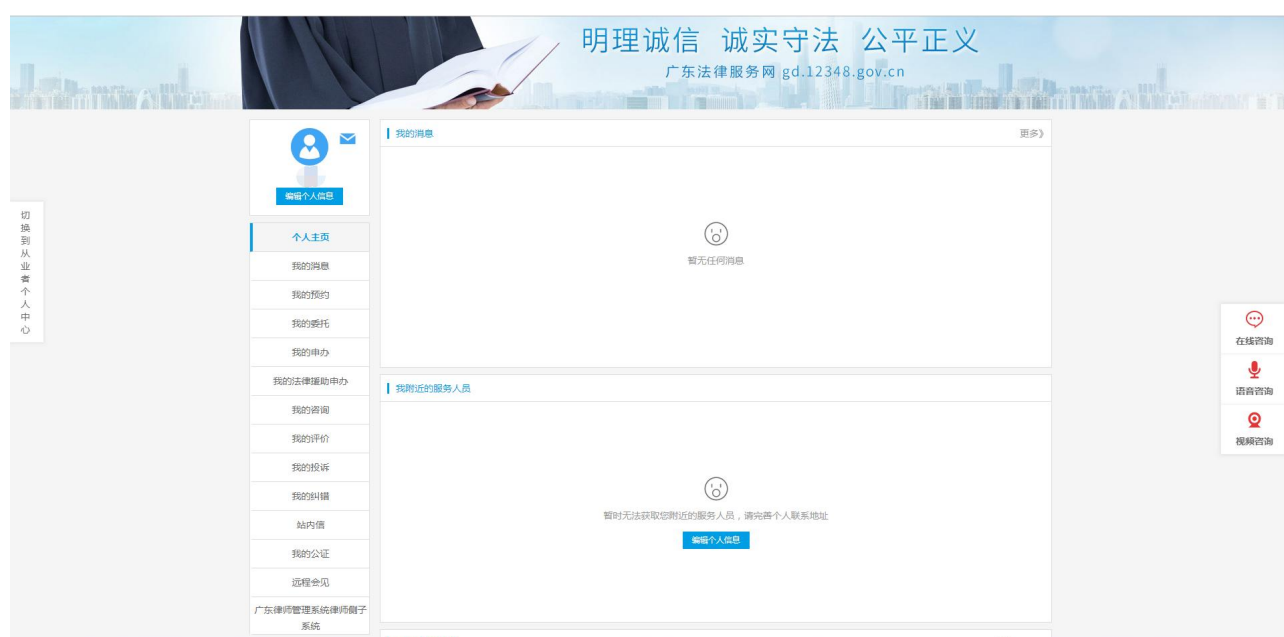 明理诚信 诚实守法 公平正义
广东法律服务网 gd.12348.gov.cn
切换到从业者个人中心
编辑个人信息
个人主页
我的消息
我的预约
我的委托
我的申办
我的法律援助申办
我的咨询
我的评价
我的投诉
我的纠错
站内信
我的公证
远程会见
广东律师管理系统律师侧子
系统
我的消息
更多》
暂无任何消息
我附近的服务人员
暂时无法获取您附近的服务人员，请完善个人联系地址
编辑个人信息
在线咨询
语音咨询
视频咨询